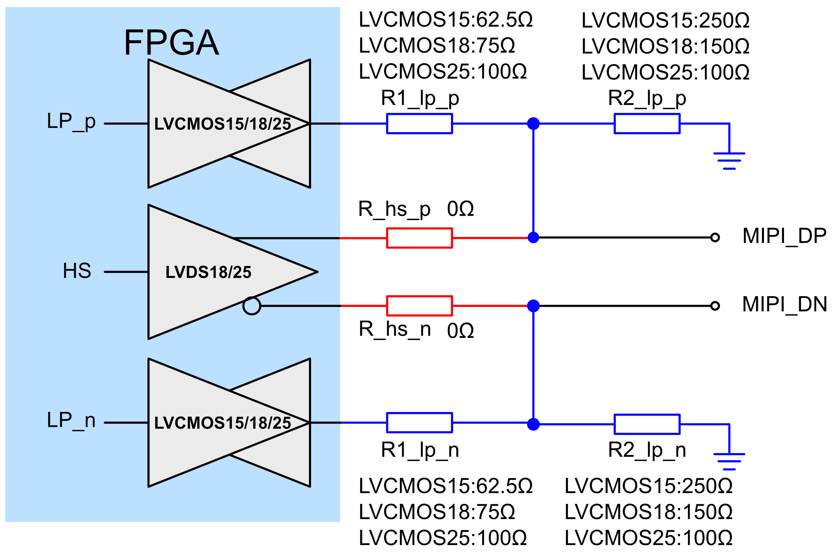 LVCMOS15:62.5Ω
LVCMOS18:75Ω
LVCMOS25:100Ω
LVCMOS15:250Ω
LVCMOS18:150Ω
LVCMOS25:100Ω
FPGA
R1_lp_p
R2_lp_p
LP_p
LVCMOS15/18/25
R_hs_p 0Ω
MIPI_DP
HS
LVDS18/25
MIPI_DN
R_hs_n 0Ω
LP_n
LVCMOS15/18/25
R1_lp_n
R2_lp_n
LVCMOS15:62.5Ω
LVCMOS18:75Ω
LVCMOS25:100Ω
LVCMOS15:250Ω
LVCMOS18:150Ω
LVCMOS25:100Ω